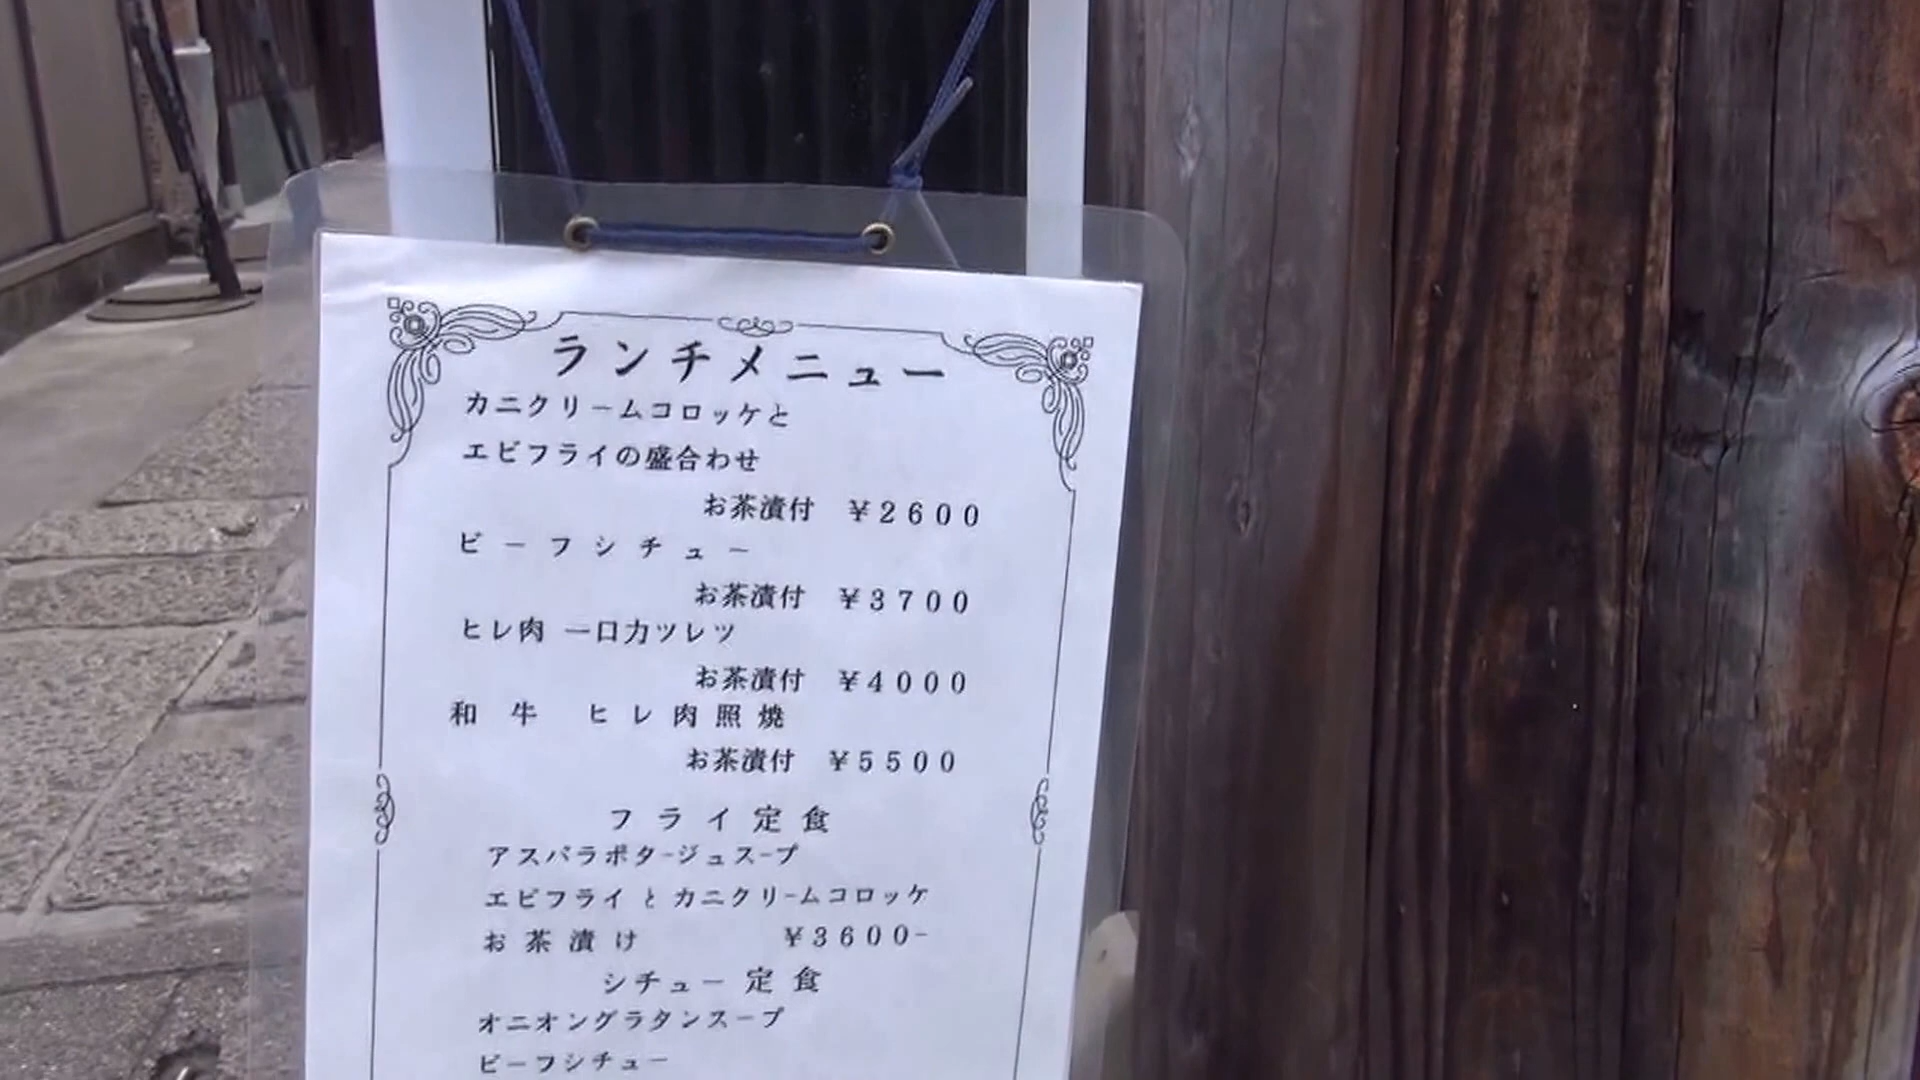 ランチメニュー
カニクリームコロッケと
エビフライの盛合わせ
お茶漬付 ¥2600
ビーフシチュー
お茶漬付 ¥3700
ヒレ肉 一口カツレツ
お茶漬付 ¥4000
和牛 ヒレ肉照焼
お茶漬付 ¥5500
フライ定食
アスパラポタージュスープ
エビフライとカニクリームコロッケ
お茶漬け ¥3600-
シチュー定食
オニオングラタンスープ
ビーフシチュー